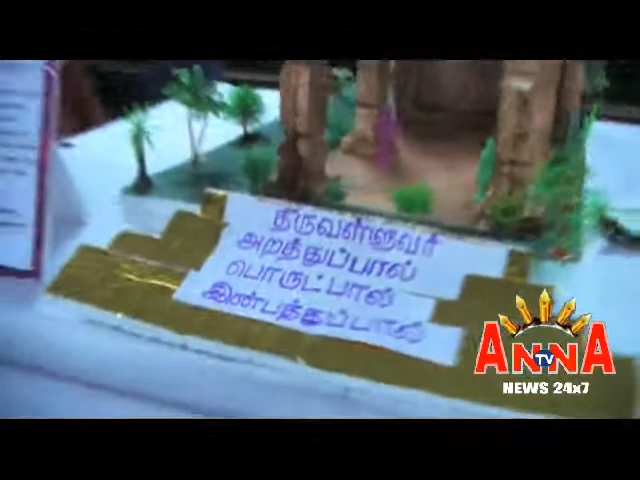 திருவள்ளுவர்
அறத்துப்பால்
பொருட்பால்
இன்பத்துப்பால்
ANNA
TV
NEWS 24x7